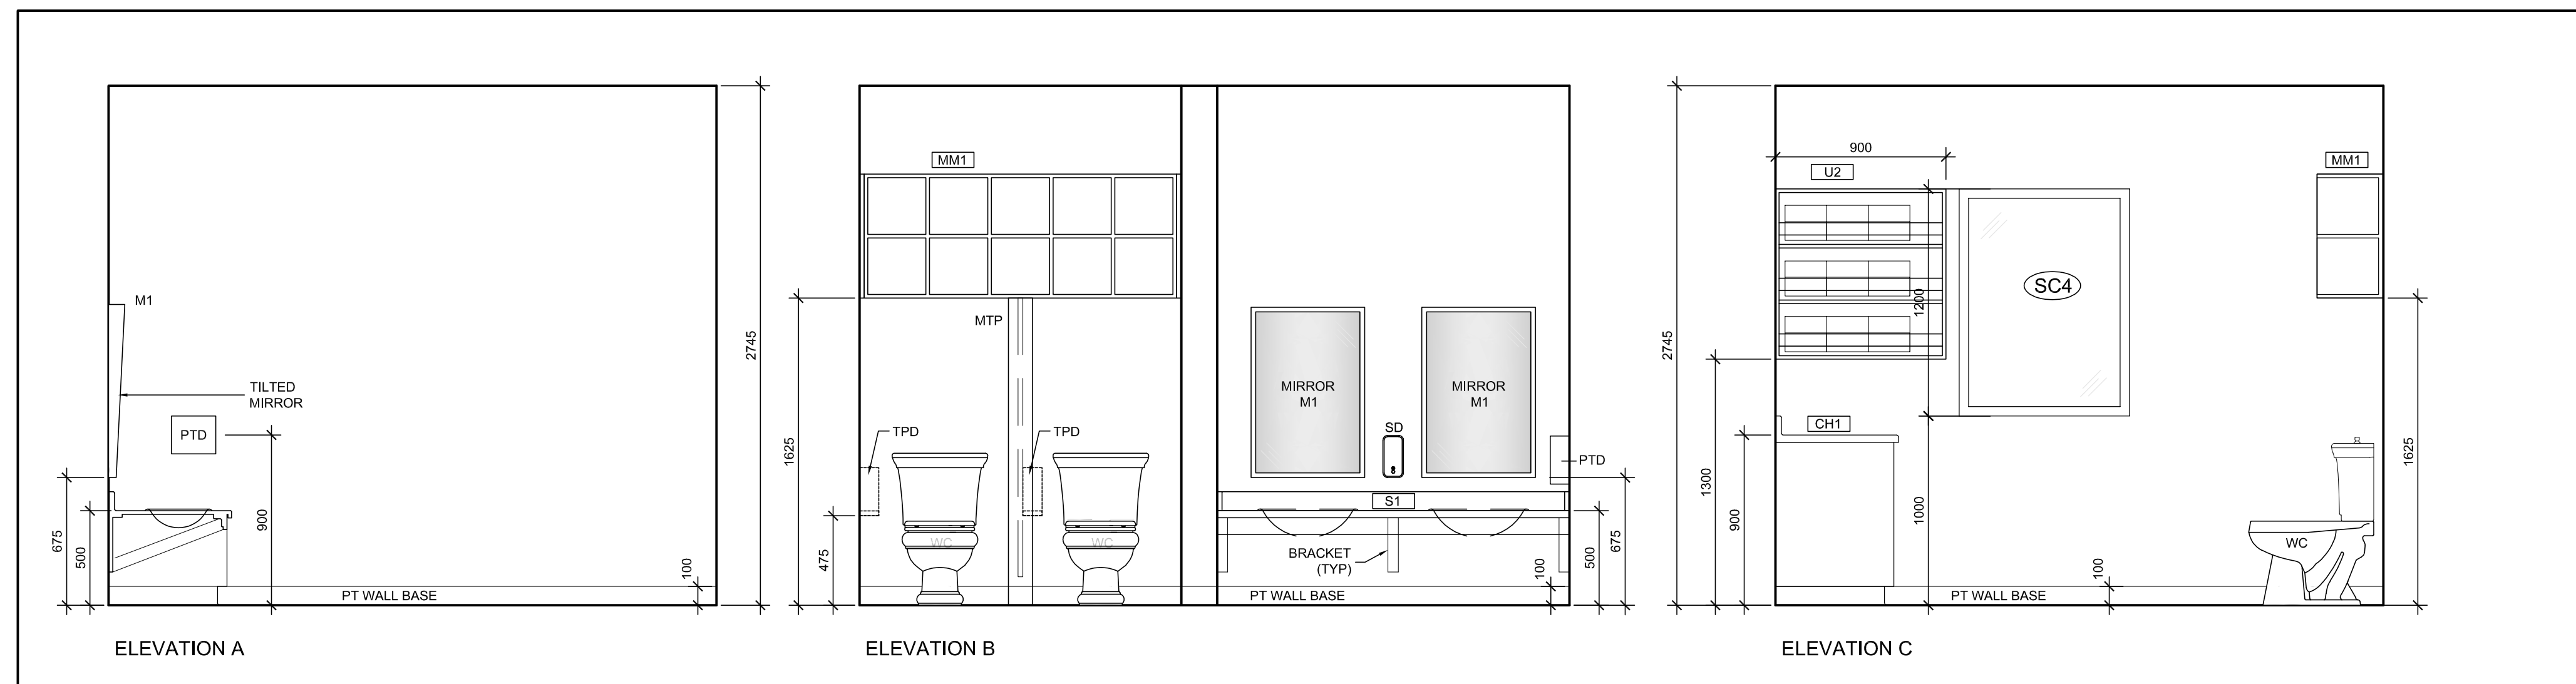 M1
TILTED
MIRROR
PTD
675
500
900
100
2745
PT WALL BASE
ELEVATION A
MM1
MTP
TPD
TPD
WC
WC
1625
475
MIRROR
M1
MIRROR
M1
SD
PTD
S1
BRACKET
(TYP)
100
500
675
PT WALL BASE
ELEVATION B
2745
900
U2
MM1
SC4
1200
CH1
1300
900
1000
100
WC
1625
PT WALL BASE
ELEVATION C